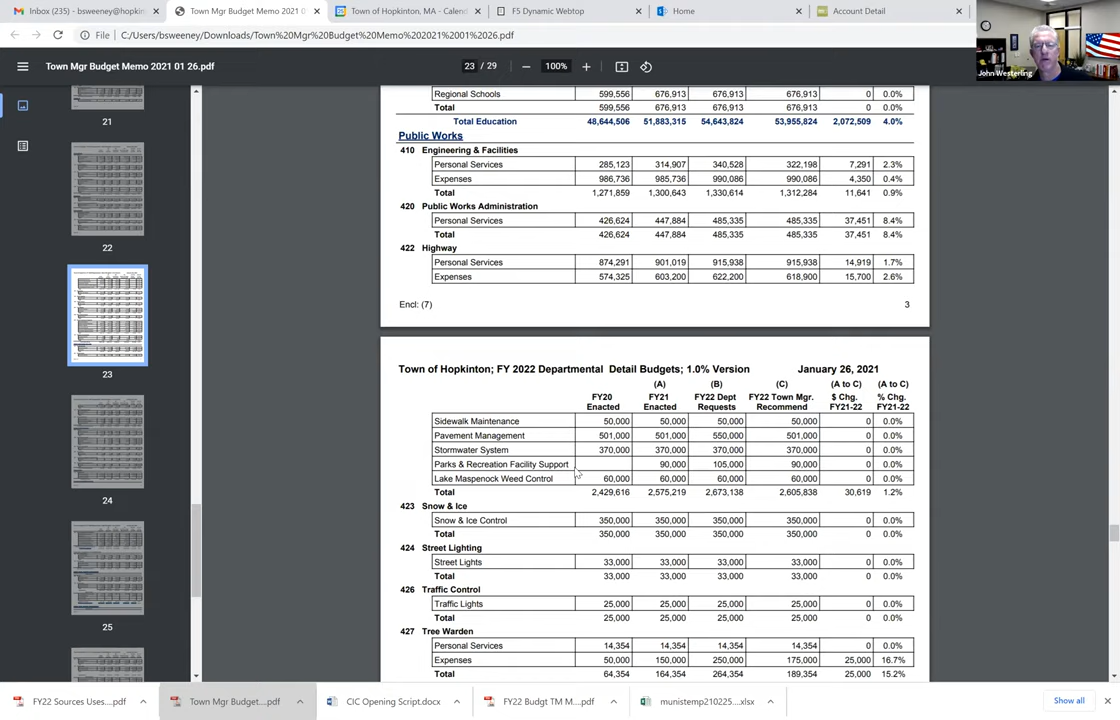 Inbox (235) - bsweeney@hopkin
Town Mgr Budget Memo 2021 0
Town of Hopkinton, MA - Calend
F5 Dynamic Webtop
Home
Account Detail
File C:/Users/bsweeney/Downloads/Town%20Mgr%20Budget%20Memo%202021%2001%2026.pdf
Town Mgr Budget Memo 2021 01 26.pdf
23 / 29
100%
John Westerling
21
22
23
24
25
Regional Schools 599,556 676,913 676,913 676,913 0 0.0%
Total 599,556 676,913 676,913 676,913 0 0.0%
Total Education 48,644,506 51,883,315 54,643,824 53,955,824 2,072,509 4.0%
Public Works
410 Engineering & Facilities
Personal Services 285,123 314,907 340,528 322,198 7,291 2.3%
Expenses 986,736 985,736 990,086 990,086 4,350 0.4%
Total 1,271,859 1,300,643 1,330,614 1,312,284 11,641 0.9%
420 Public Works Administration
Personal Services 426,624 447,884 485,335 485,335 37,451 8.4%
Total 426,624 447,884 485,335 485,335 37,451 8.4%
422 Highway
Personal Services 874,291 901,019 915,938 915,938 14,919 1.7%
Expenses 574,325 603,200 622,200 618,900 15,700 2.6%
Encl: (7) 3
Town of Hopkinton; FY 2022 Departmental Detail Budgets; 1.0% Version January 26, 2021
(A) (B) (C) (A to C) (A to C)
FY20 FY21 FY22 Dept FY22 Town Mgr. $ Chg. % Chg.
Enacted Enacted Requests Recommend FY21-22 FY21-22
Sidewalk Maintenance 50,000 50,000 50,000 50,000 0 0.0%
Pavement Management 501,000 501,000 550,000 501,000 0 0.0%
Stormwater System 370,000 370,000 370,000 370,000 0 0.0%
Parks & Recreation Facility Support 90,000 105,000 90,000 0 0.0%
Lake Maspenock Weed Control 60,000 60,000 60,000 60,000 0 0.0%
Total 2,429,616 2,575,219 2,673,138 2,605,838 30,619 1.2%
423 Snow & Ice
Snow & Ice Control 350,000 350,000 350,000 350,000 0 0.0%
Total 350,000 350,000 350,000 350,000 0 0.0%
424 Street Lighting
Street Lights 33,000 33,000 33,000 33,000 0 0.0%
Total 33,000 33,000 33,000 33,000 0 0.0%
426 Traffic Control
Traffic Lights 25,000 25,000 25,000 25,000 0 0.0%
Total 25,000 25,000 25,000 25,000 0 0.0%
427 Tree Warden
Personal Services 14,354 14,354 14,354 14,354 0 0.0%
Expenses 50,000 150,000 250,000 175,000 25,000 16.7%
Total 64,354 164,354 264,354 189,354 25,000 15.2%
FY22 Sources Uses....pdf
Town Mgr Budget....pdf
CIC Opening Script.docx
FY22 Budgt TM M....pdf
munistemp210225....xlsx
Show all